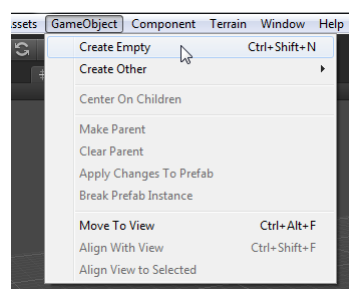 ssets GameObject Component Terrain Window Help
Create Empty Ctrl+Shift+N
Create Other
Center On Children
Make Parent
Clear Parent
Apply Changes To Prefab
Break Prefab Instance
Move To View Ctrl+Alt+F
Align With View Ctrl+Shift+F
Align View to Selected